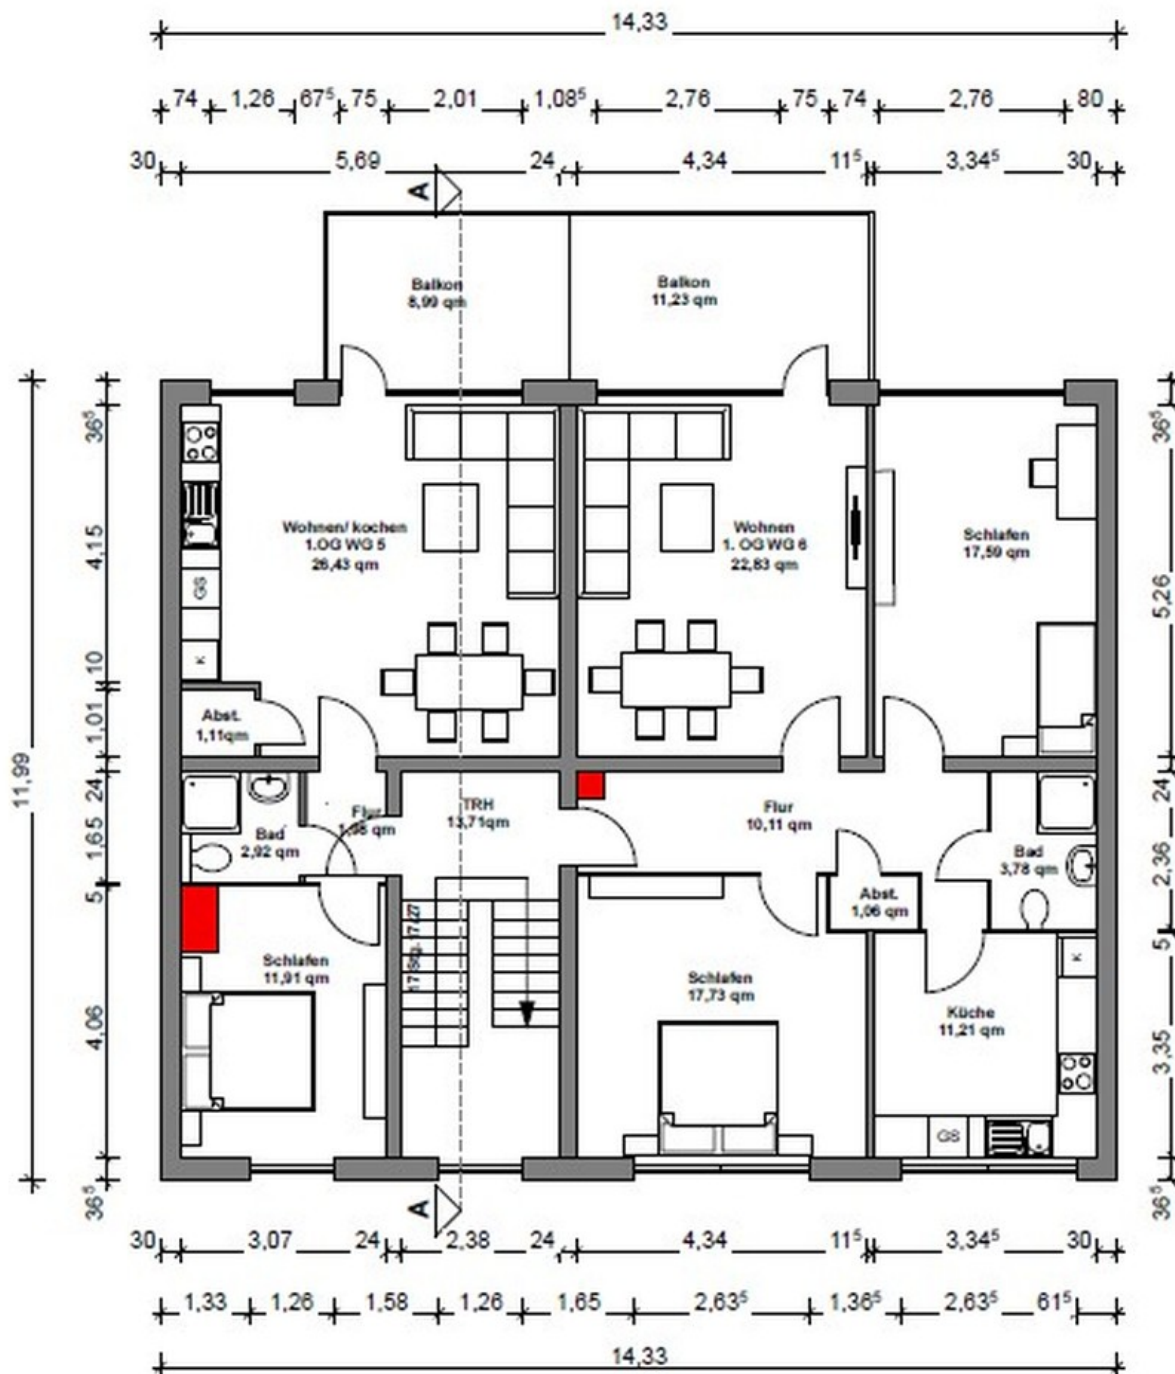 14,33
74 1,26 67⁵ 75 2,01 1,08⁵ 2,76 75 74 2,76 80
30 5,69 24 4,34 11⁵ 3,34⁵ 30
A
Balkon
8,99 qm
Balkon
11,23 qm
36⁵
4,15
10
1,01
24
1,65
5
4,06
36⁵
11,99
36⁵
5,26
24
2,36
5
3,35
36⁵
Wohnen/ kochen
1.OG WG 5
26,43 qm
Wohnen
1. OG WG 6
22,83 qm
Schlafen
17,59 qm
GS
K
Abst.
1,11qm
Bad
2,92 qm
Flur
TRH
13,71qm
Flur
10,11 qm
Bad
3,78 qm
Abst.
1,06 qm
Schlafen
11,91 qm
Schlafen
17,73 qm
Küche
11,21 qm
K
GS
A
30 3,07 24 2,38 24 4,34 11⁵ 3,34⁵ 30
1,33 1,26 1,58 1,26 1,65 2,63⁵ 1,36⁵ 2,63⁵ 61⁵
14,33